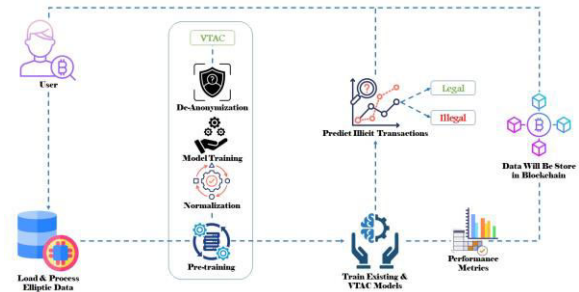 VTAC
User
De-Anonymization
Legal
Illegal
Predict Illicit Transactions
Model Training
Data Will Be Store
in Blockchain
Normalization
Load & Process
Elliptic Data
Pre-training
Train Existing &
VTAC Models
Performance
Metrics